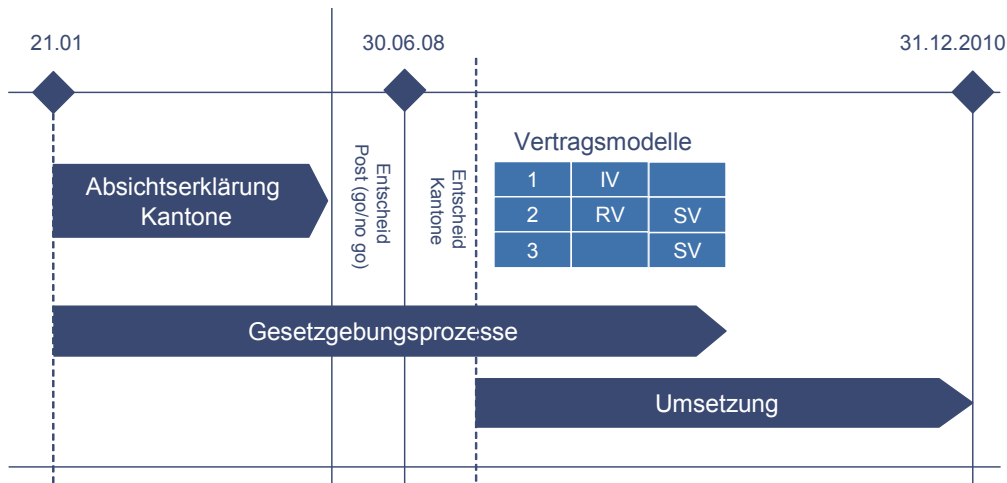 21.01
30.06.08
31.12.2010
Absichtserklärung
Kantone
Entscheid
Post (go/no go)
Entscheid
Kantone
Vertragsmodelle
1 IV
2 RV SV
3 SV
Gesetzgebungsprozesse
Umsetzung